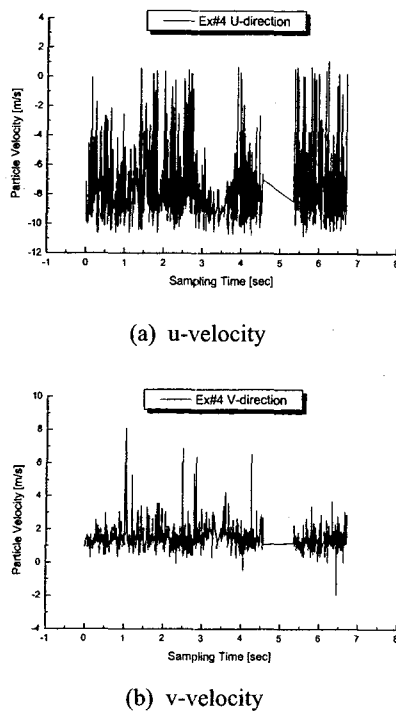 Ex#4 U-direction
Particle Velocity [m/s]
4
2
0
-2
-4
-6
-8
-10
-12
-1 0 1 2 3 4 5 6 7 8
Sampling Time [sec]
(a) u-velocity
Ex#4 V-direction
Particle Velocity [m/s]
10
8
6
4
2
0
-2
-4
-1 0 1 2 3 4 5 6 7 8
Sampling Time [sec]
(b) v-velocity